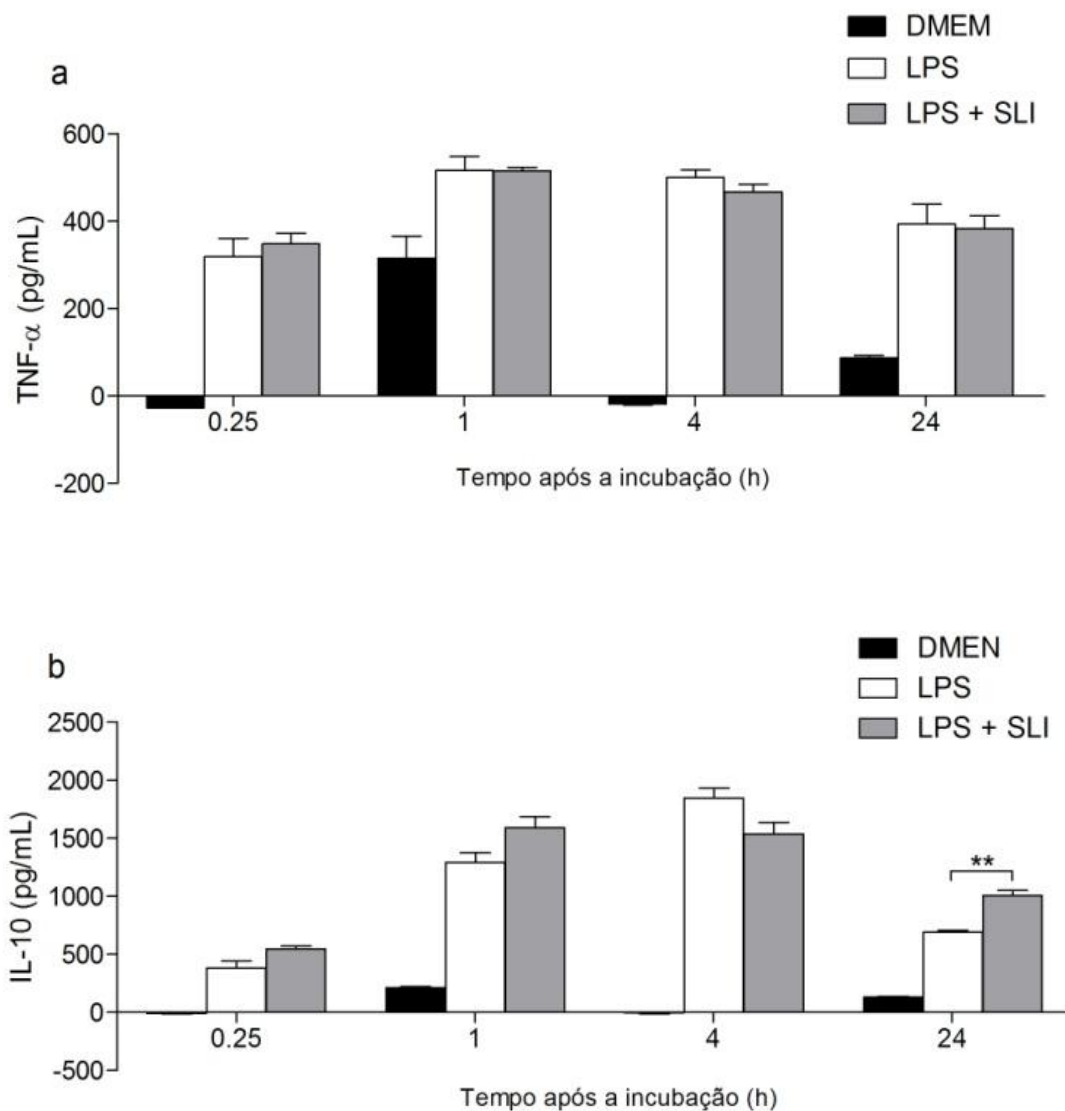 DMEM
LPS
LPS + SLI
a
600
400
200
0
-200
TNF-α (pg/mL)
0.25 1 4 24
Tempo após a incubação (h)
DMEN
LPS
LPS + SLI
b
2500
2000
1500
1000
500
0
-500
IL-10 (pg/mL)
**
0.25 1 4 24
Tempo após a incubação (h)